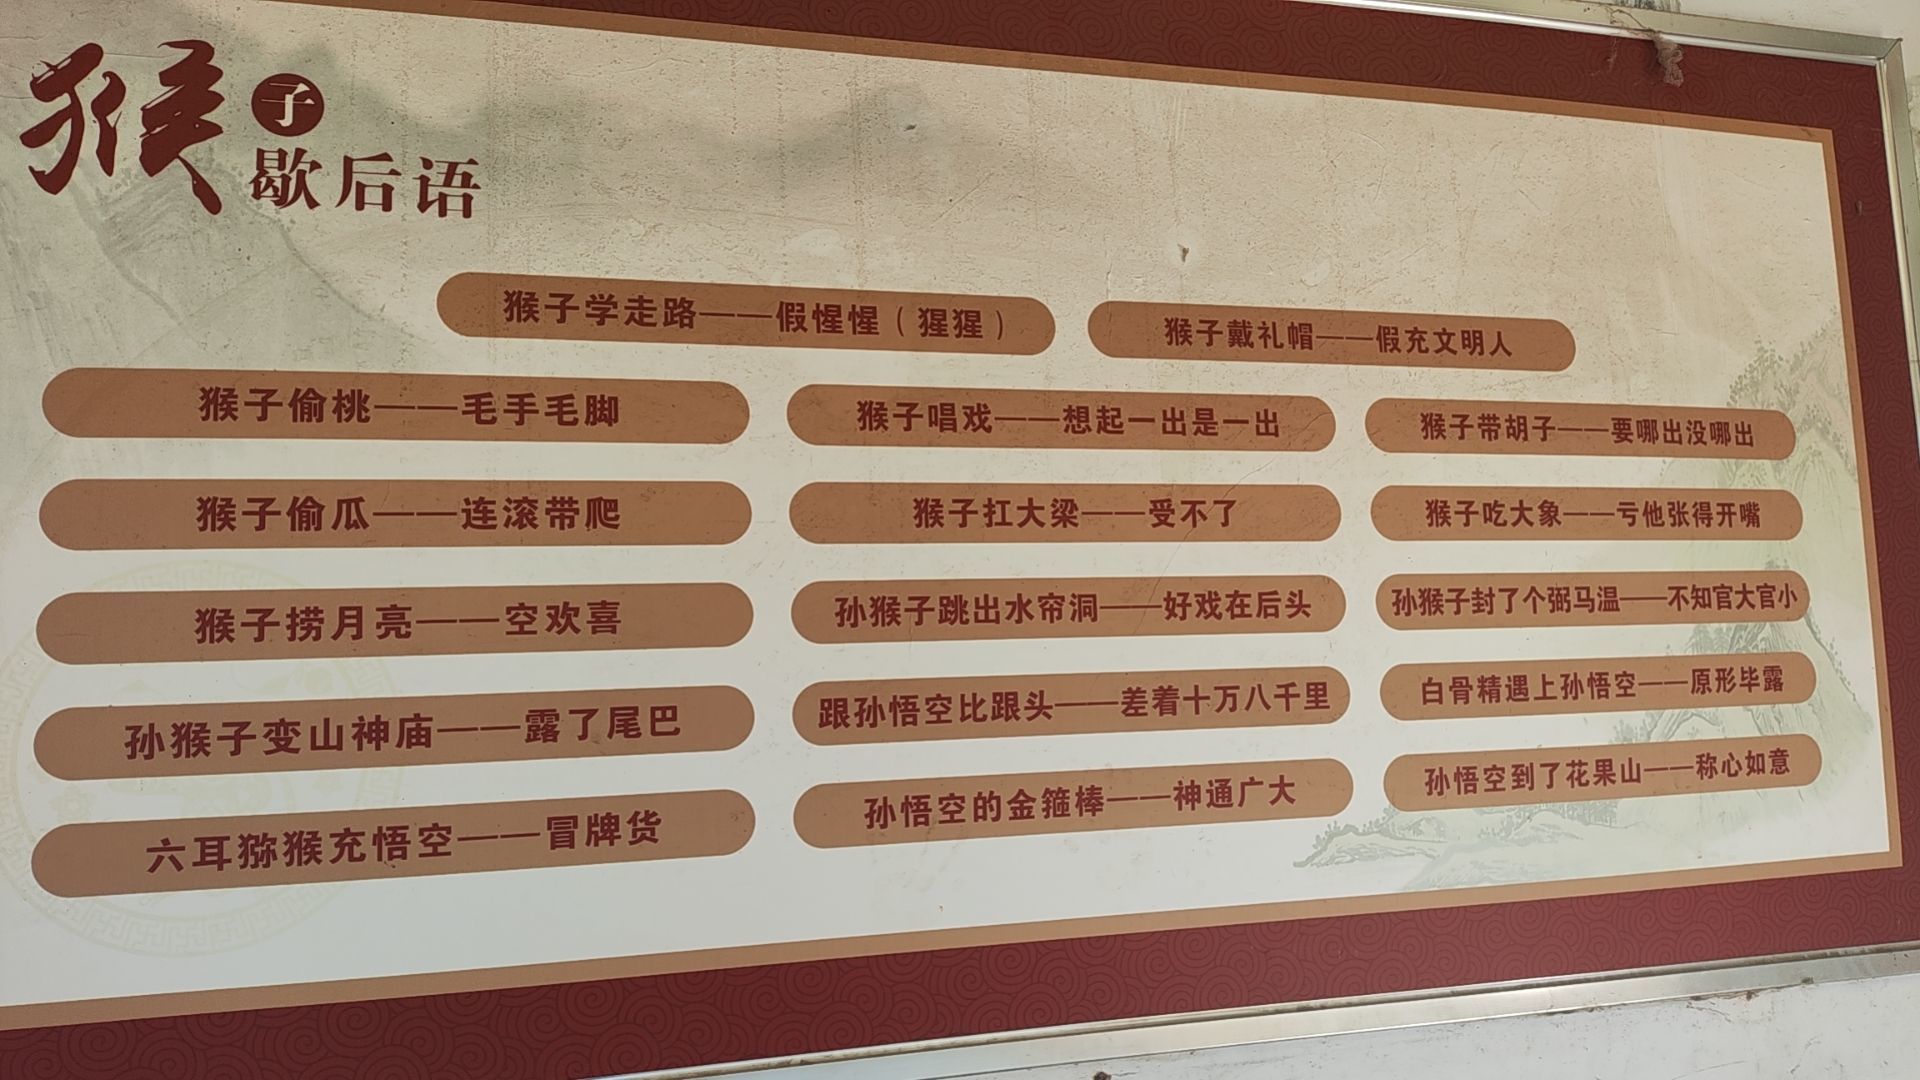 猴子
歇后语
猴子学走路——假惺惺（猩猩）
猴子戴礼帽——假充文明人
猴子偷桃——毛手毛脚
猴子唱戏——想起一出是一出
猴子带胡子——要哪出没哪出
猴子偷瓜——连滚带爬
猴子扛大梁——受不了
猴子吃大象——亏他张得开嘴
猴子捞月亮——空欢喜
孙猴子跳出水帘洞——好戏在后头
孙猴子封了个弼马温——不知官大官小
孙猴子变山神庙——露了尾巴
跟孙悟空比跟头——差着十万八千里
白骨精遇上孙悟空——原形毕露
六耳猕猴充悟空——冒牌货
孙悟空的金箍棒——神通广大
孙悟空到了花果山——称心如意